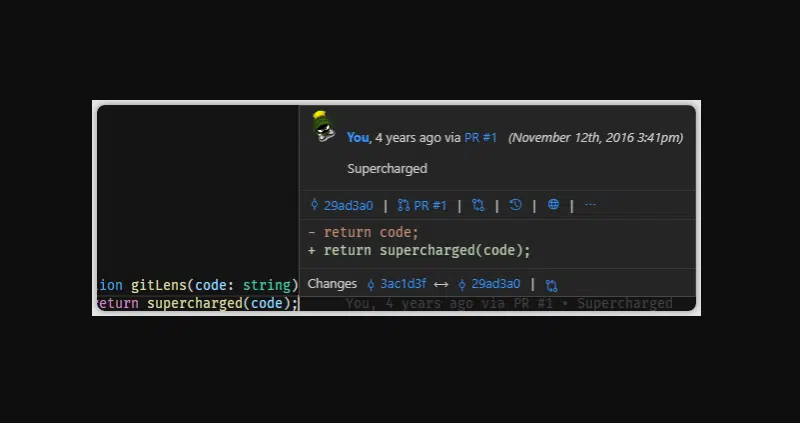 You, 4 years ago via PR #1 (November 12th, 2016 3:41pm)
Supercharged
29ad3a0 | PR #1 | | | | ...
- return code;
+ return supercharged(code);
Changes 3ac1d3f ↔ 29ad3a0 |
ion gitLens(code: string)
return supercharged(code); You, 4 years ago via PR #1 • Supercharged